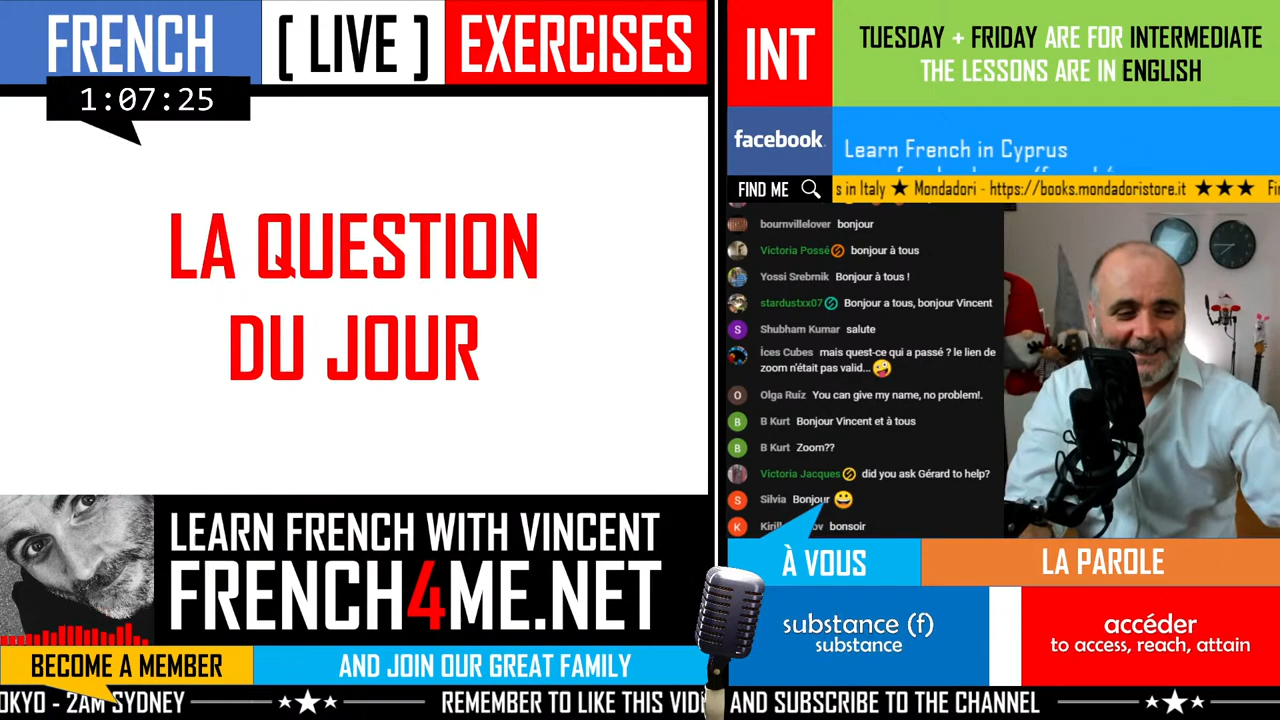 FRENCH
[ LIVE ]
EXERCISES
1:07:25
LA QUESTION
DU JOUR
LEARN FRENCH WITH VINCENT
FRENCH4ME.NET
BECOME A MEMBER
AND JOIN OUR GREAT FAMILY
INT
TUESDAY + FRIDAY ARE FOR INTERMEDIATE
THE LESSONS ARE IN ENGLISH
facebook.
Learn French in Cyprus
FIND ME
s in Italy ★ Mondadori - https://books.mondadoristore.it ★★★ Fi
bournvillelover bonjour
Victoria Possé bonjour à tous
Yossi Srebrnik Bonjour à tous !
stardustxx07 Bonjour a tous, bonjour Vincent
S Shubham Kumar salute
İces Cubes mais quest-ce qui a passé ? le lien de
zoom n'était pas valid... 🤪
O Olga Ruíz You can give my name, no problem!.
B B Kurt Bonjour Vincent et à tous
B B Kurt Zoom??
Victoria Jacques did you ask Gérard to help?
S Silvia Bonjour 😀
K bonsoir
À VOUS
LA PAROLE
substance (f)
substance
accéder
to access, reach, attain
OKYO - 2AM SYDNEY ★ REMEMBER TO LIKE THIS VID AND SUBSCRIBE TO THE CHANNEL ★